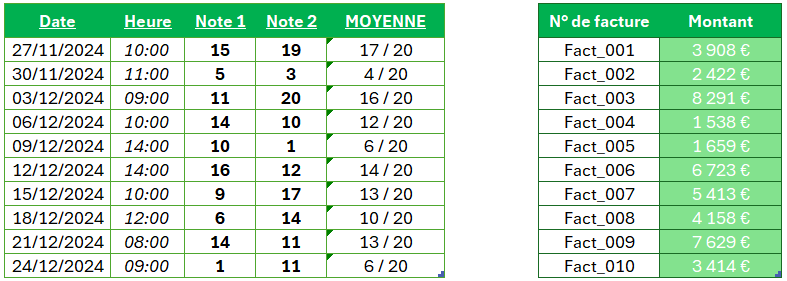 Date Heure Note 1 Note 2 MOYENNE
27/11/2024 10:00 15 19 17 / 20
30/11/2024 11:00 5 3 4 / 20
03/12/2024 09:00 11 20 16 / 20
06/12/2024 10:00 14 10 12 / 20
09/12/2024 14:00 10 1 6 / 20
12/12/2024 14:00 16 12 14 / 20
15/12/2024 10:00 9 17 13 / 20
18/12/2024 12:00 6 14 10 / 20
21/12/2024 08:00 14 11 13 / 20
24/12/2024 09:00 1 11 6 / 20
N° de facture Montant
Fact_001 3 908 €
Fact_002 2 422 €
Fact_003 8 291 €
Fact_004 1 538 €
Fact_005 1 659 €
Fact_006 6 723 €
Fact_007 5 413 €
Fact_008 4 158 €
Fact_009 7 629 €
Fact_010 3 414 €